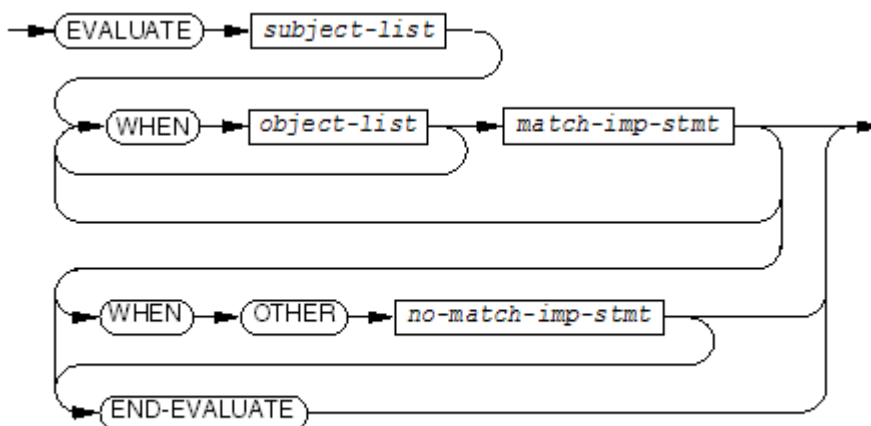 EVALUATE subject-list
WHEN object-list match-imp-stmt
WHEN OTHER no-match-imp-stmt
END-EVALUATE